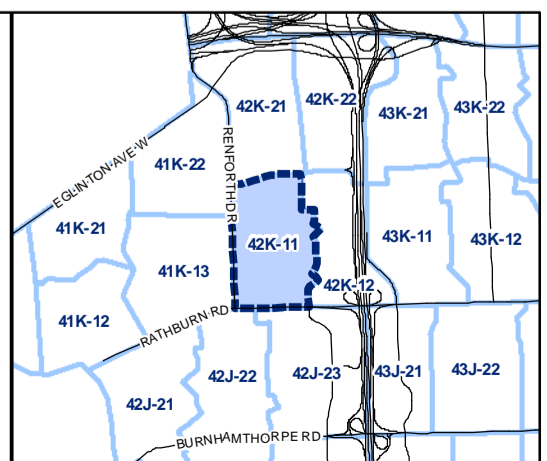 42K-21
42K-22
43K-21
43K-22
EGLINTON AVE W
RENFORTH DR
41K-22
41K-21
42K-11
43K-11
43K-12
41K-13
42K-12
41K-12
RATHBURN RD
42J-22
42J-23
43J-21
43J-22
42J-21
BURNHAMTHORPE RD